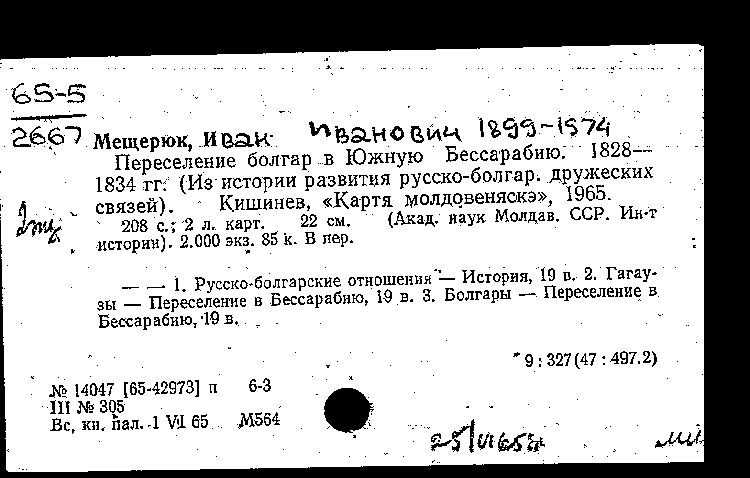 65-5
2667 Мещерюк, Иван Иванович 1899-1974
Переселение болгар в Южную Бессарабию. 1828—
1834 гг. (Из истории развития русско-болгар. дружеских
связей). Кишинев, «Картя молдовеняскэ», 1965.
208 с.; 2 л. карт. 22 см. (Акад. наук Молдав. ССР. Ин-т
истории). 2.000 экз. 85 к. В пер.
— — 1. Русско-болгарские отношения — История, 19 в. 2. Гагау-
зы — Переселение в Бессарабию, 19 в. 3. Болгары — Переселение в
Бессарабию, 19 в.
9 : 327 (47 : 497.2)
№ 14047 [65-42973] п 6-3
III № 305
Вс. кн. пал. 1 VI 65 М564